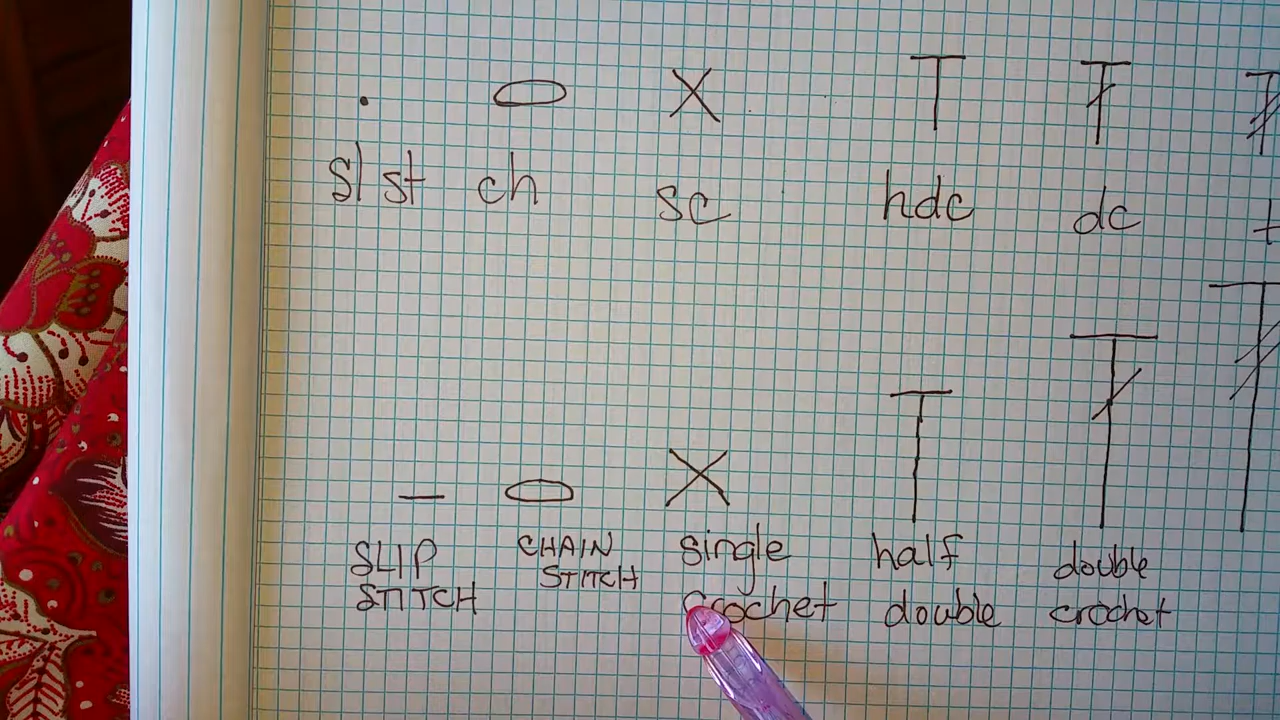 sl st ch sc hdc dc t
SLIP STITCH
CHAIN STITCH
single crochet
half double
double crochet